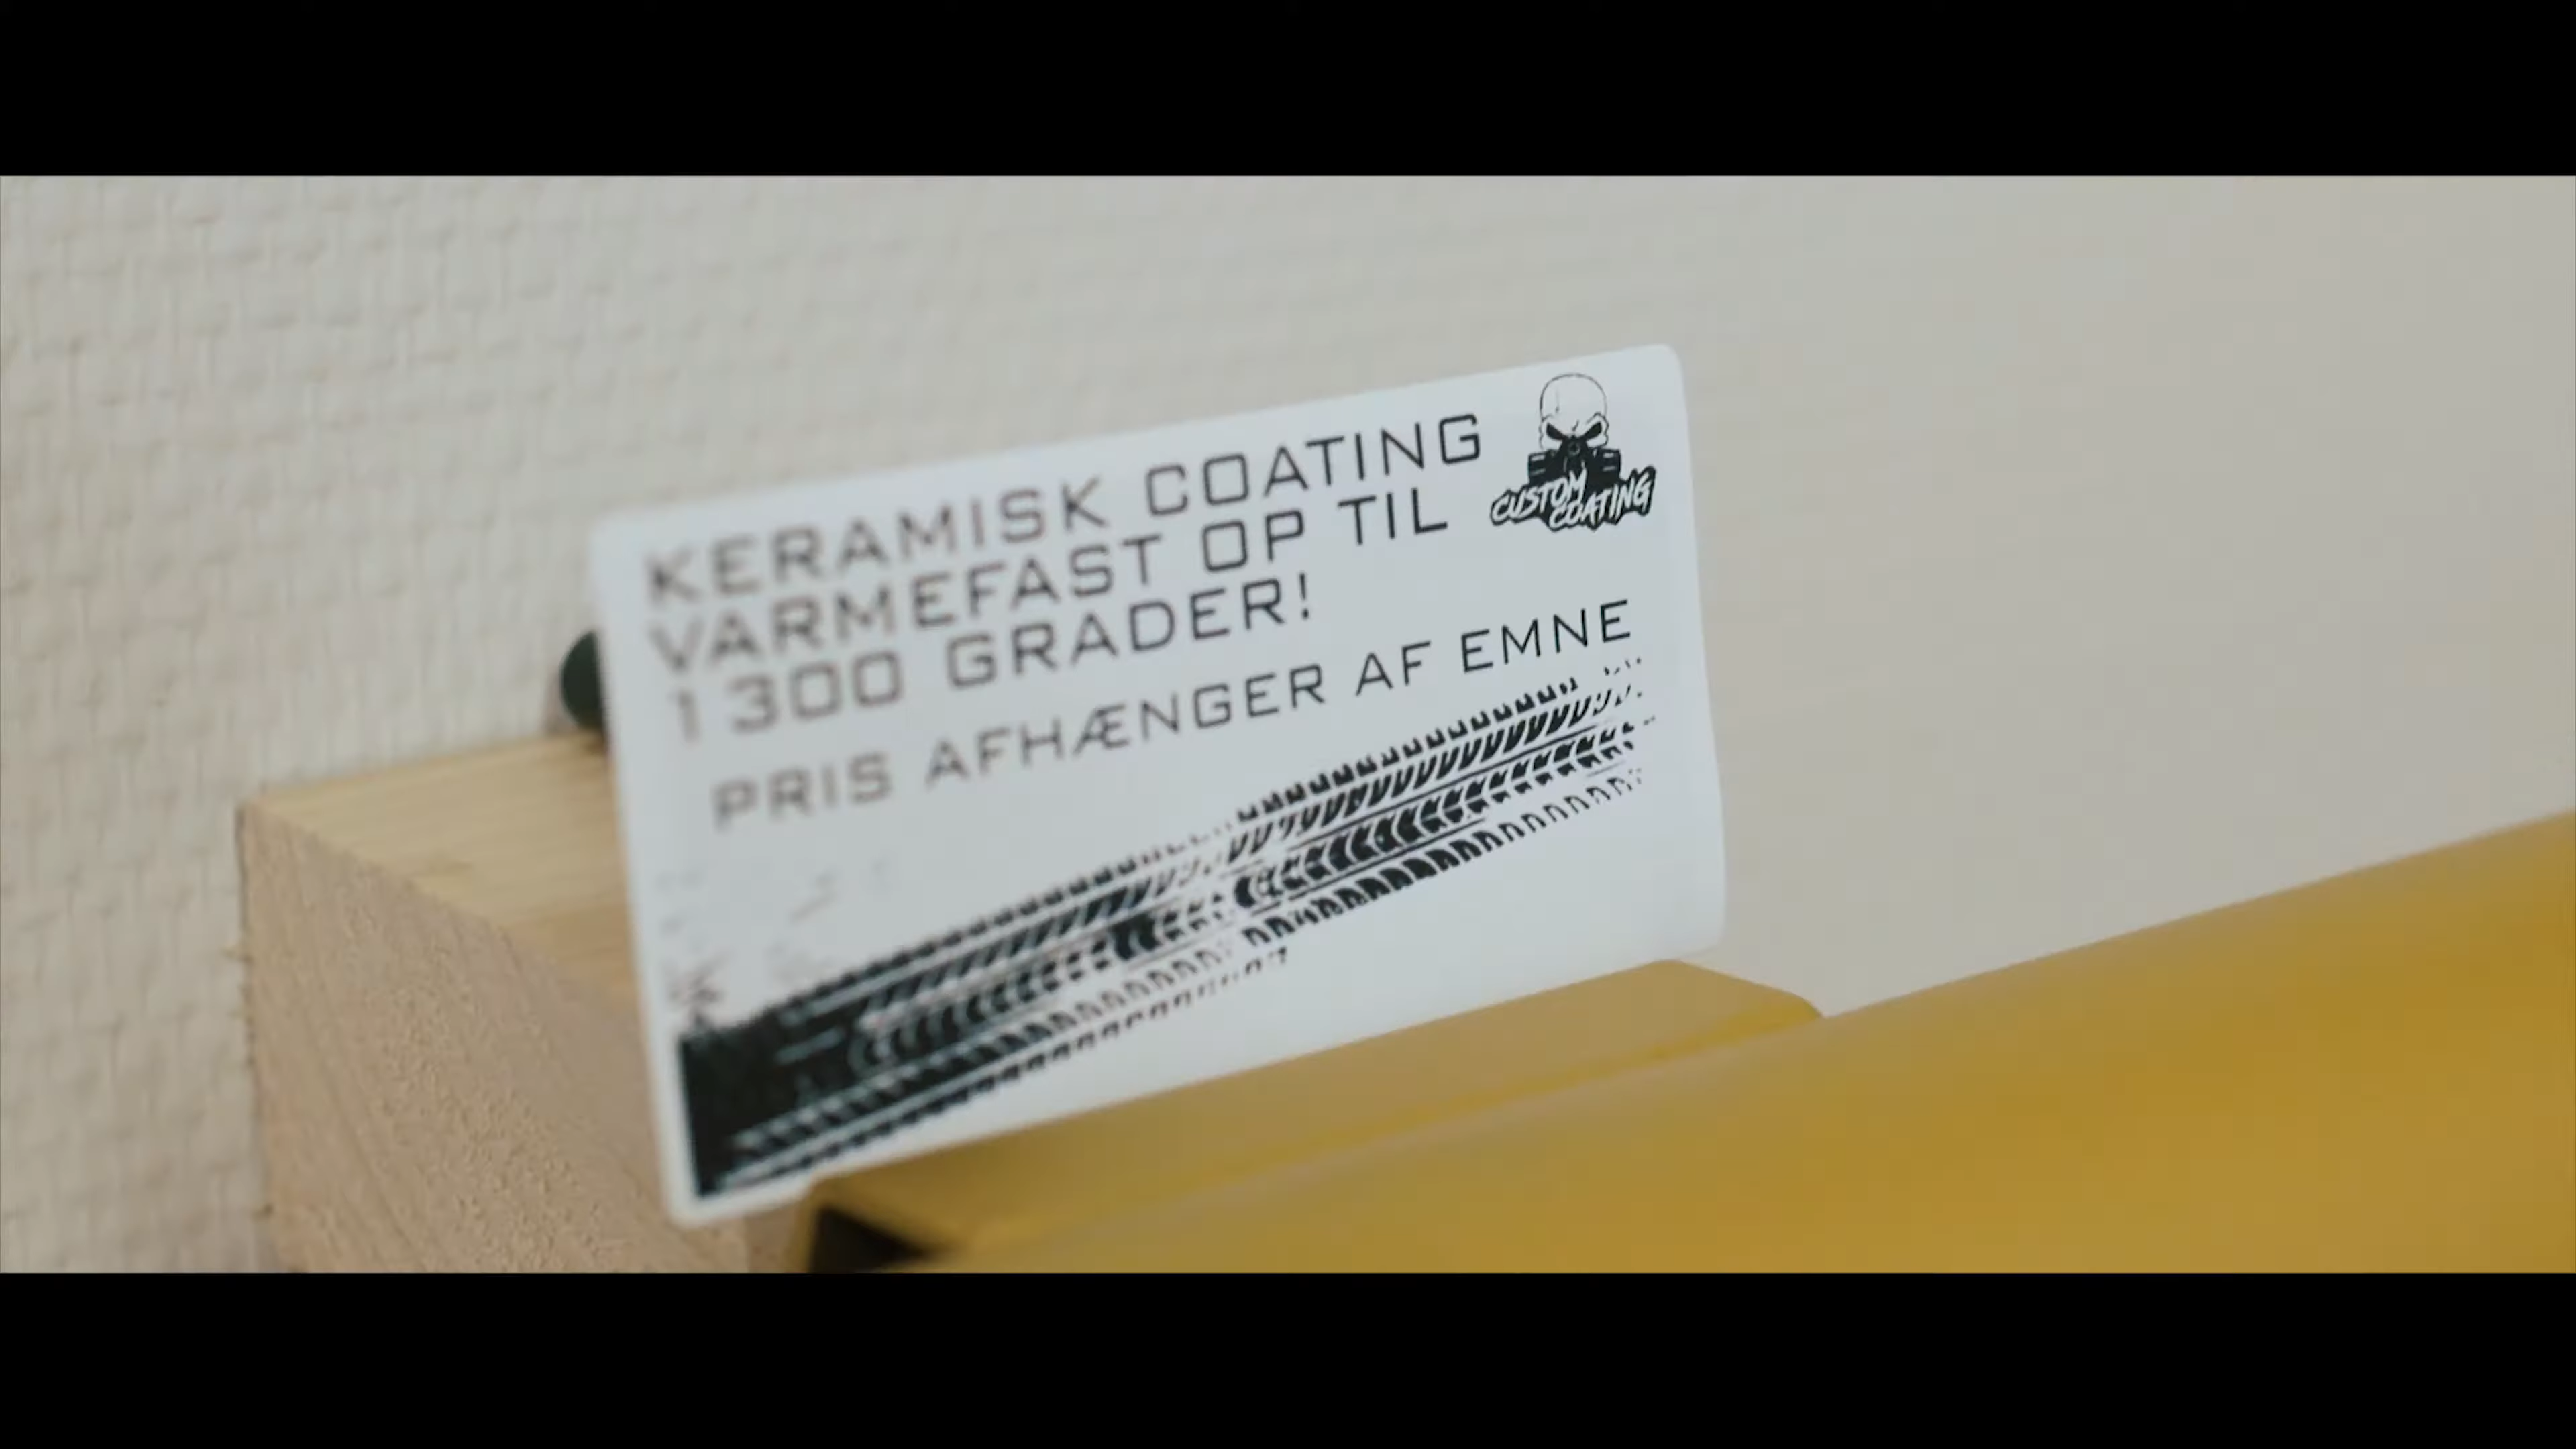 KERAMISK COATING
VARMEFAST OP TIL
1300 GRADER!
PRIS AFHÆNGER AF EMNE
CUSTOM
COATING